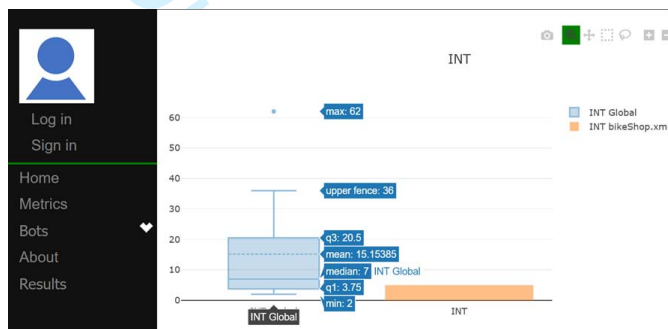 Log in
Sign in
Home
Metrics
Bots
About
Results
INT
INT Global
INT bikeShop.xm
60
50
40
30
20
10
0
max: 62
upper fence: 36
q3: 20.5
mean: 15.15385
median: 7 INT Global
q1: 3.75
min: 2
INT Global
INT